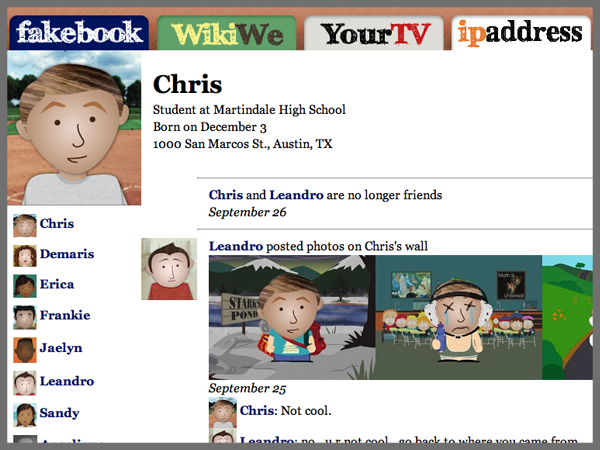 fakebook WikiWe YourTV ipaddress
Chris
Student at Martindale High School
Born on December 3
1000 San Marcos St., Austin, TX
Chris and Leandro are no longer friends
September 26
Leandro posted photos on Chris's wall
STARK'S
POND
Math is...
Universal
September 25
Chris: Not cool.
Leandro: no...u r not cool...go back to where you came from
Chris
Demaris
Erica
Frankie
Jaelyn
Leandro
Sandy